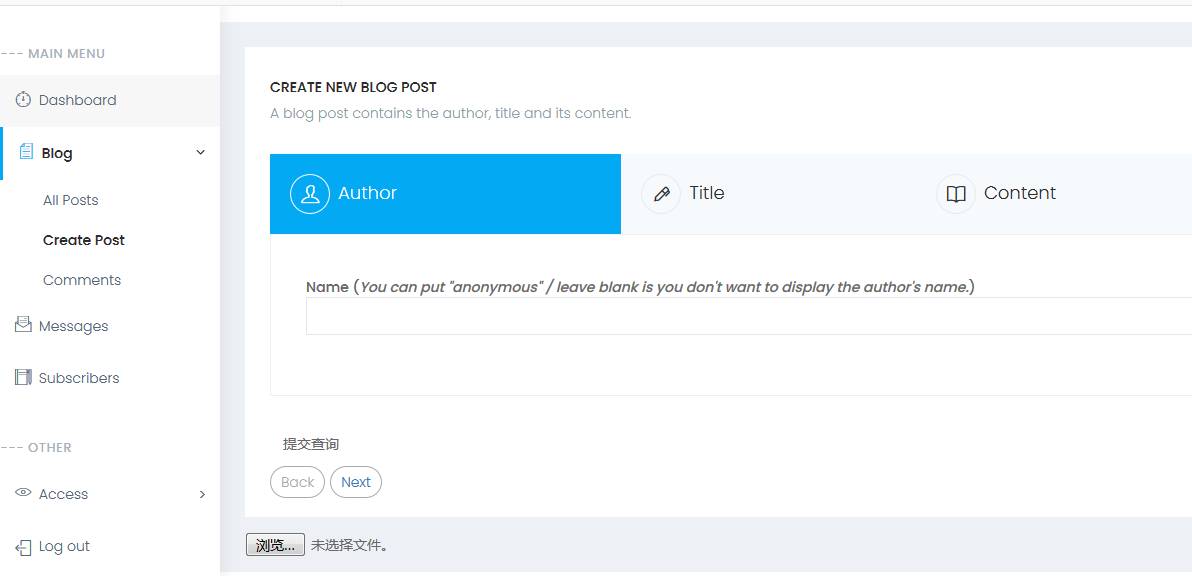 --- MAIN MENU
Dashboard
Blog
All Posts
Create Post
Comments
Messages
Subscribers
--- OTHER
Access
Log out
CREATE NEW BLOG POST
A blog post contains the author, title and its content.
Author
Title
Content
Name (You can put "anonymous" / leave blank is you don't want to display the author's name.)
提交查询
Back
Next
浏览... 未选择文件。